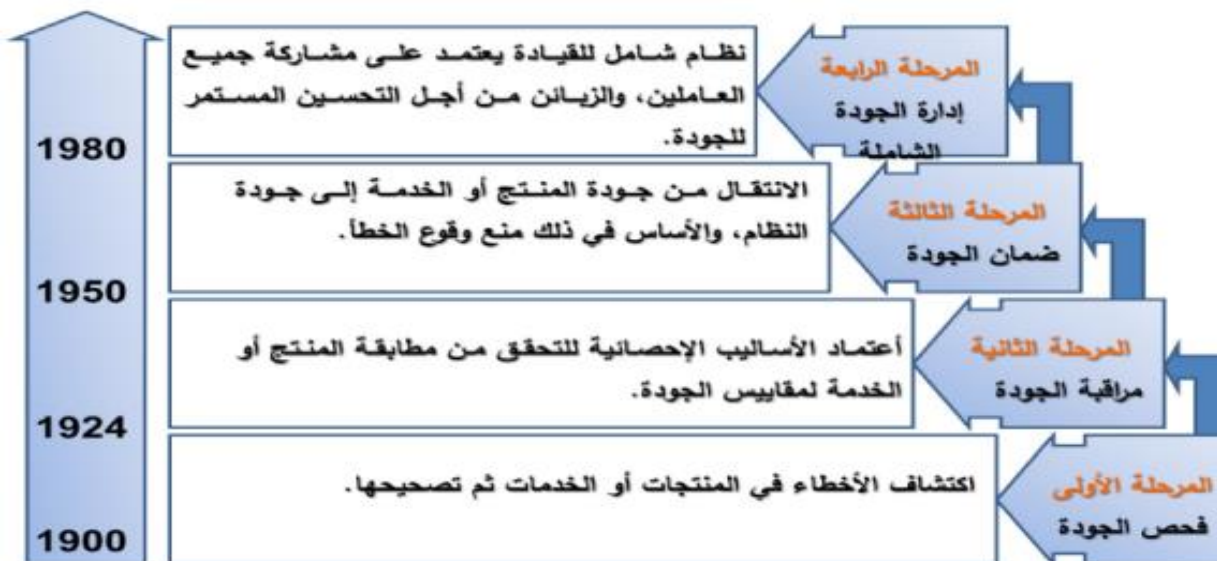 المرحلة الرابعة
إدارة الجودة
الشاملة
نظام شامل للقيادة يعتمد على مشاركة جميع
العاملين، والزبائن من أجل التحسين المستمر
للجودة.
1980
المرحلة الثالثة
ضمان الجودة
الانتقال من جودة المنتج أو الخدمة إلى جودة
النظام، والأساس في ذلك منع وقوع الخطأ.
1950
المرحلة الثانية
مراقبة الجودة
أعتماد الأساليب الإحصائية للتحقق من مطابقة المنتج أو
الخدمة لمقاييس الجودة.
1924
المرحلة الأولى
فحص الجودة
اكتشاف الأخطاء في المنتجات أو الخدمات ثم تصحيحها.
1900